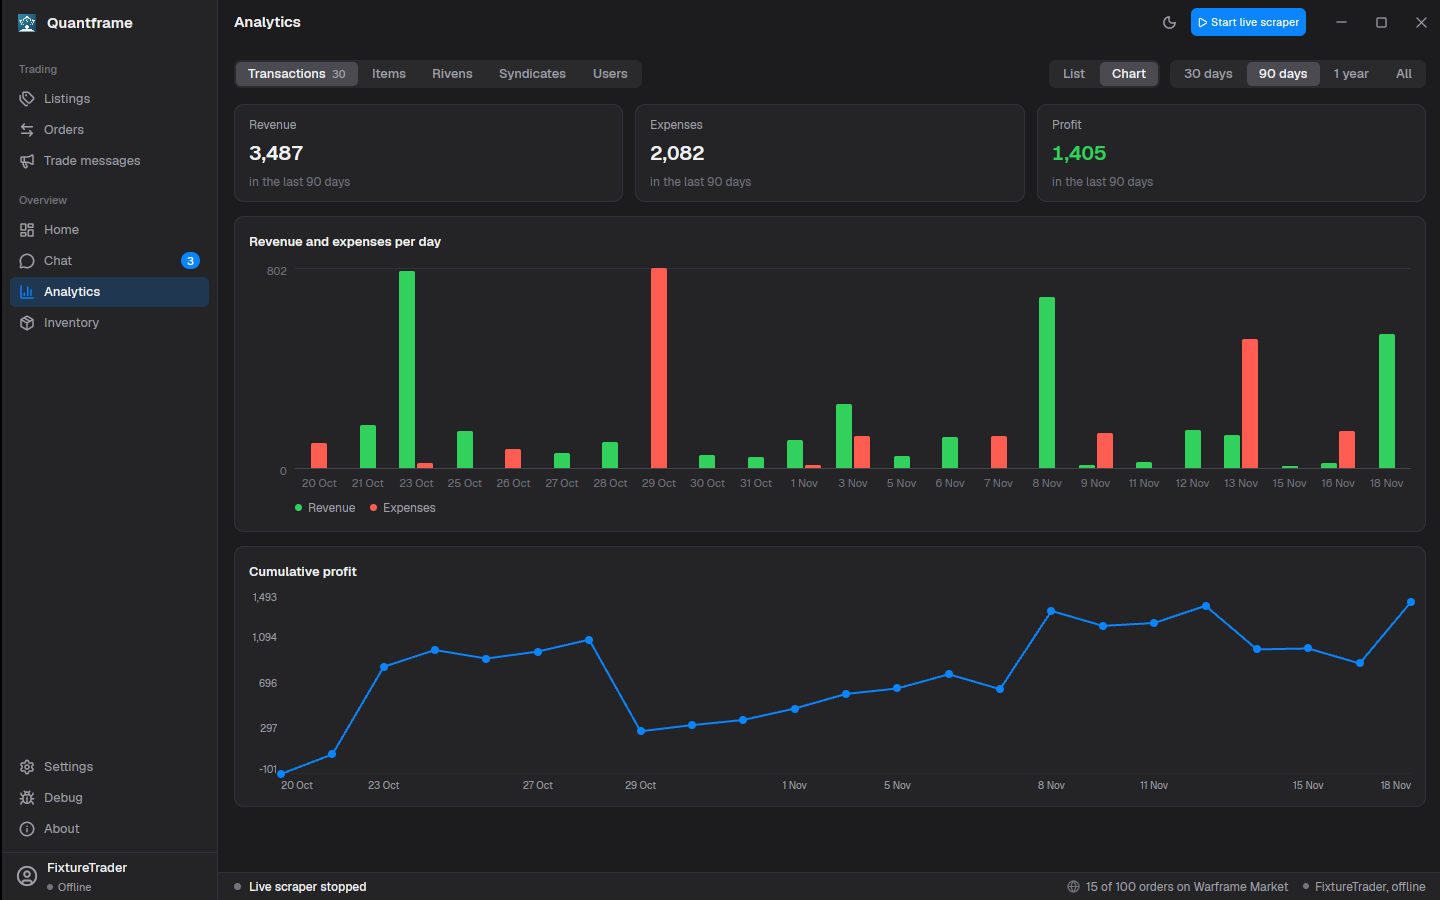 Quantframe
Analytics
Start live scraper
Trading
Listings
Orders
Trade messages
Overview
Home
Chat 3
Analytics
Inventory
Settings
Debug
About
FixtureTrader
Offline
Transactions 30 Items Rivens Syndicates Users
List Chart 30 days 90 days 1 year All
Revenue
3,487
in the last 90 days
Expenses
2,082
in the last 90 days
Profit
1,405
in the last 90 days
Revenue and expenses per day
802
0
20 Oct 21 Oct 23 Oct 25 Oct 26 Oct 27 Oct 28 Oct 29 Oct 30 Oct 31 Oct 1 Nov 3 Nov 5 Nov 6 Nov 7 Nov 8 Nov 9 Nov 11 Nov 12 Nov 13 Nov 15 Nov 16 Nov 18 Nov
Revenue Expenses
Cumulative profit
1,493
1,094
696
297
-101
20 Oct 23 Oct 27 Oct 29 Oct 1 Nov 5 Nov 8 Nov 11 Nov 15 Nov 18 Nov
Live scraper stopped
15 of 100 orders on Warframe Market
FixtureTrader, offline